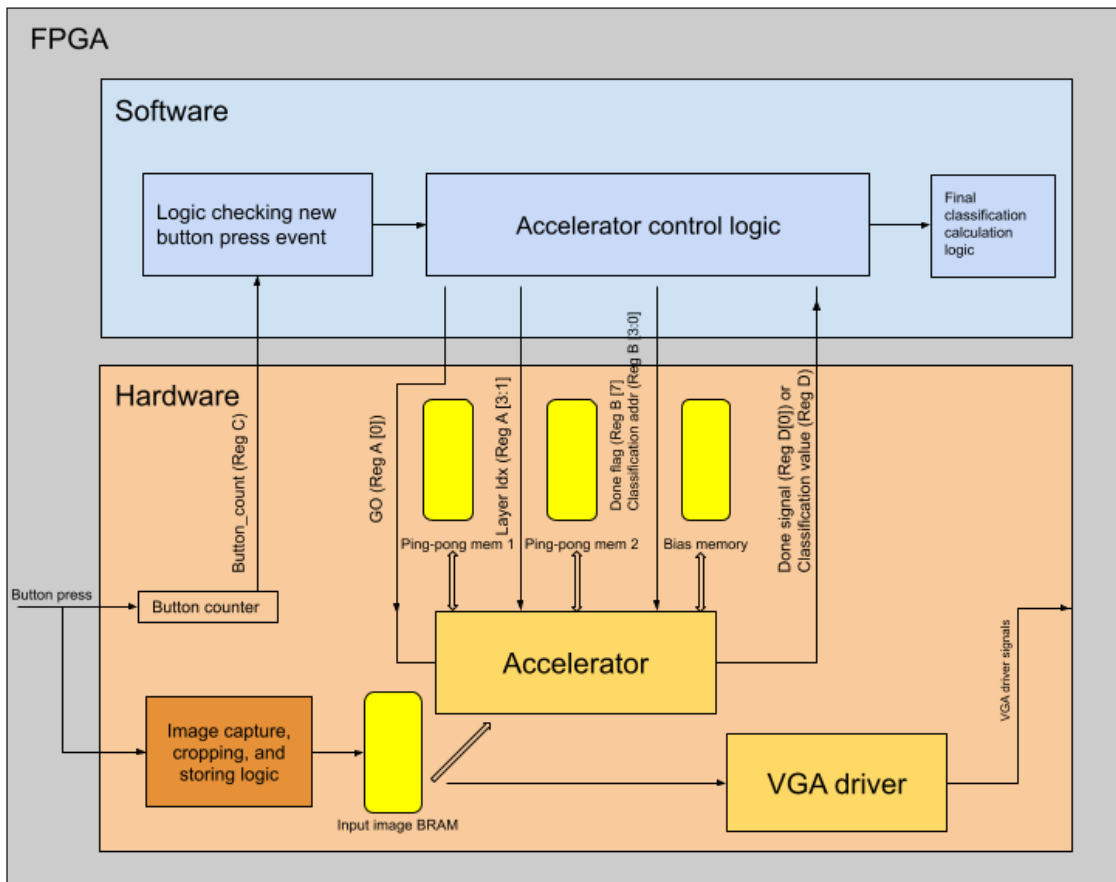 FPGA
Software
Logic checking new
button press event
Accelerator control logic
Final
classification
calculation
logic
Hardware
Button_count (Reg C)
GO (Reg A [0])
Layer Idx (Reg A [3:1]
Done flag (Reg B [7]
Classification addr (Reg B [3:0]
Done signal (Reg D[0]) or
Classification value (Reg D)
Ping-pong mem 1
Ping-pong mem 2
Bias memory
Button press
Button counter
Accelerator
VGA driver signals
Image capture,
cropping, and
storing logic
Input image BRAM
VGA driver